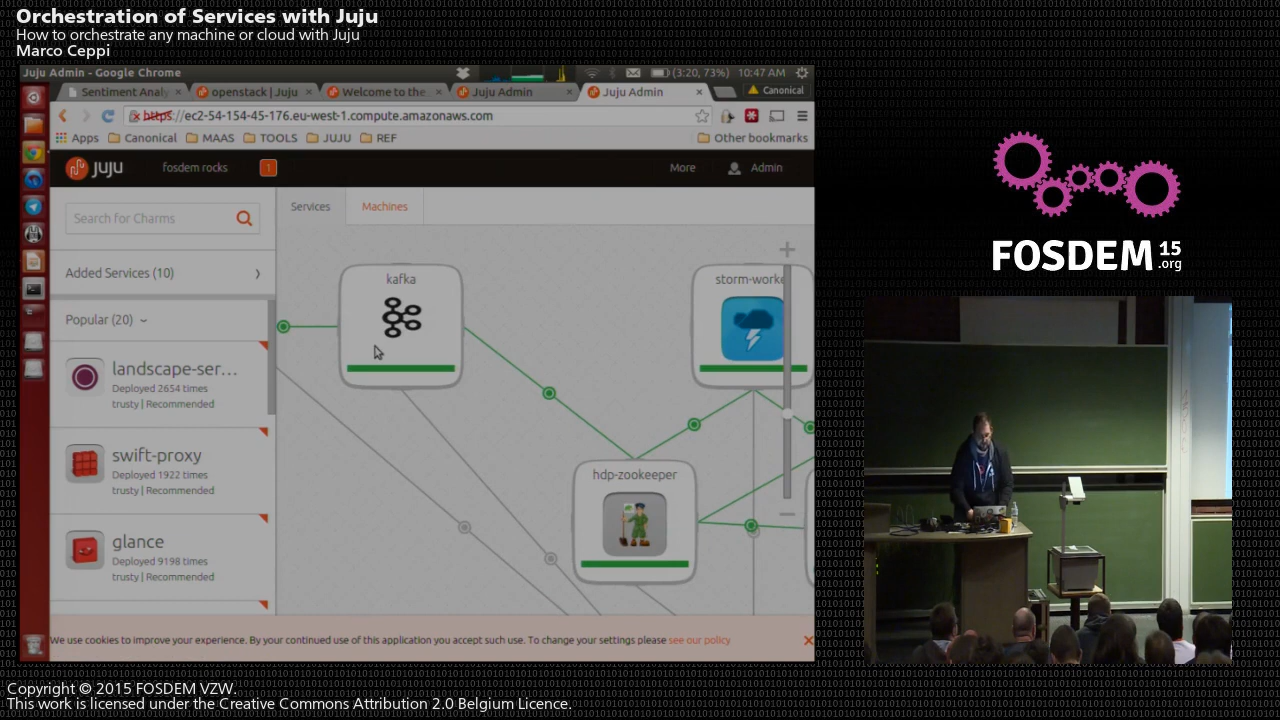 Orchestration of Services with Juju
How to orchestrate any machine or cloud with Juju
Marco Ceppi
Juju Admin - Google Chrome
(3:20, 73%) 10:47 AM
Sentiment Analy
openstack | Juju
Welcome to the
Juju Admin
Juju Admin
Canonical
https://ec2-54-154-45-176.eu-west-1.compute.amazonaws.com
Apps Canonical MAAS TOOLS JUJU REF Other bookmarks
juju fosdem rocks 1 More Admin
Search for Charms
Services Machines
Added Services (10)
Popular (20)
landscape-ser...
Deployed 2654 times
trusty | Recommended
swift-proxy
Deployed 1922 times
trusty | Recommended
glance
Deployed 9198 times
trusty | Recommended
kafka
storm-worke
hdp-zookeeper
We use cookies to improve your experience. By your continued use of this application you accept such use. To change your settings please see our policy
FOSDEM 15
.org
Copyright © 2015 FOSDEM VZW.
This work is licensed under the Creative Commons Attribution 2.0 Belgium Licence.